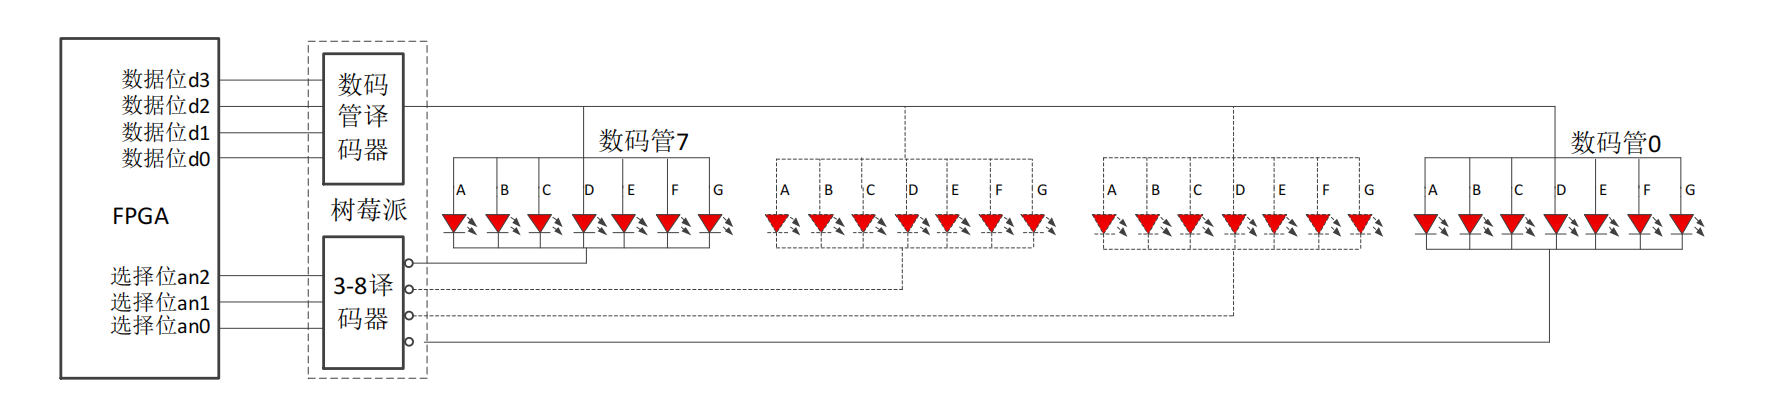 数据位d3
数据位d2
数据位d1
数据位d0
FPGA
选择位an2
选择位an1
选择位an0
数码
管译
码器
树莓派
3-8译
码器
数码管7
A B C D E F G
A B C D E F G
A B C D E F G
数码管0
A B C D E F G